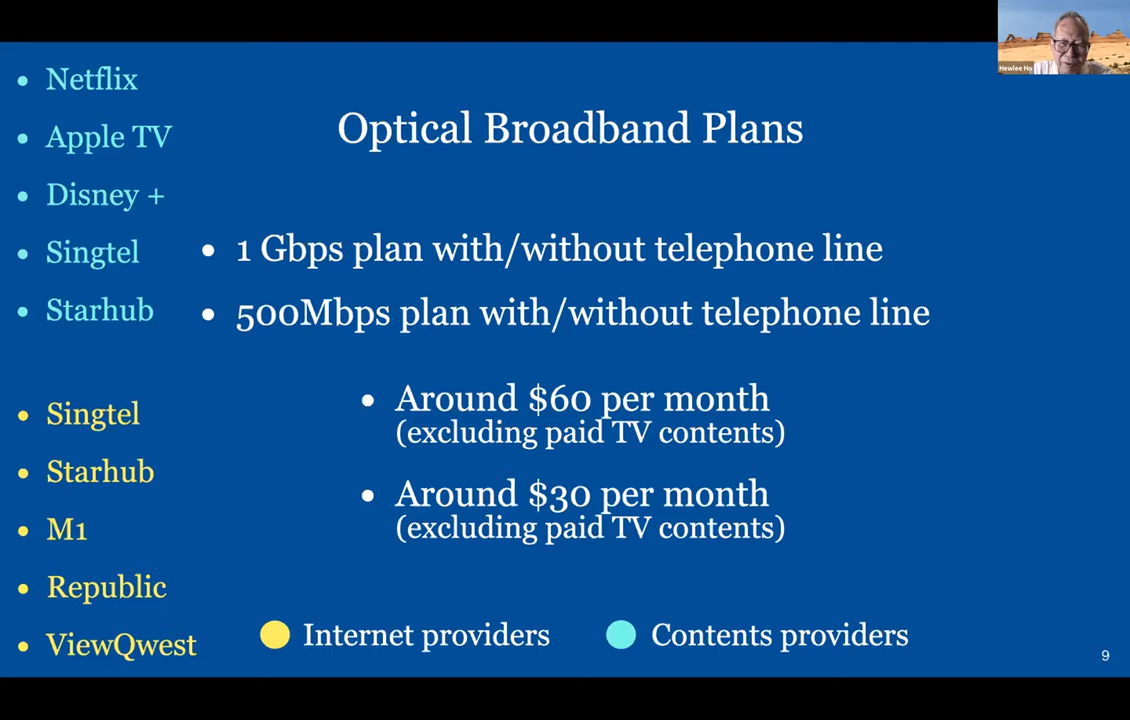 Hewlee Ho
Netflix
Apple TV
Disney +
Singtel
Starhub
Optical Broadband Plans
1 Gbps plan with/without telephone line
500Mbps plan with/without telephone line
Around $60 per month
(excluding paid TV contents)
Around $30 per month
(excluding paid TV contents)
Singtel
Starhub
M1
Republic
ViewQwest
Internet providers
Contents providers
9